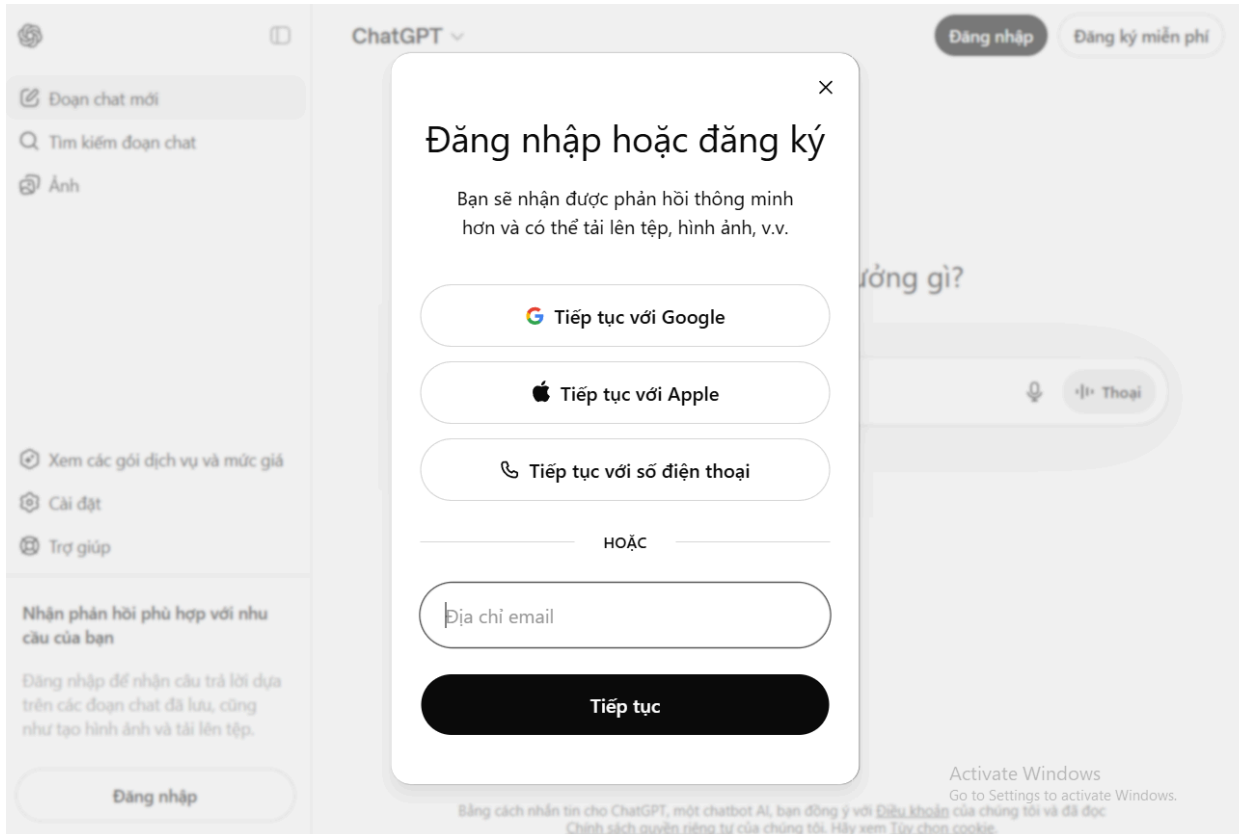 ChatGPT
Đăng nhập
Đăng ký miễn phí
Đoạn chat mới
Tìm kiếm đoạn chat
Ảnh
Xem các gói dịch vụ và mức giá
Cài đặt
Trợ giúp
Nhận phản hồi phù hợp với nhu
cầu của bạn
Đăng nhập để nhận câu trả lời dựa
trên các đoạn chat đã lưu, cũng
như tạo hình ảnh và tải lên tệp.
Đăng nhập
Đăng nhập hoặc đăng ký
Bạn sẽ nhận được phản hồi thông minh
hơn và có thể tải lên tệp, hình ảnh, v.v.
Tiếp tục với Google
Tiếp tục với Apple
Tiếp tục với số điện thoại
HOẶC
Địa chỉ email
Tiếp tục
gì?
Thoại
Activate Windows
Go to Settings to activate Windows.
Bằng cách nhắn tin cho ChatGPT, một chatbot AI, bạn đồng ý với Điều khoản của chúng tôi và đã đọc
Chính sách quyền riêng tư của chúng tôi. Hãy xem Tùy chọn cookie.